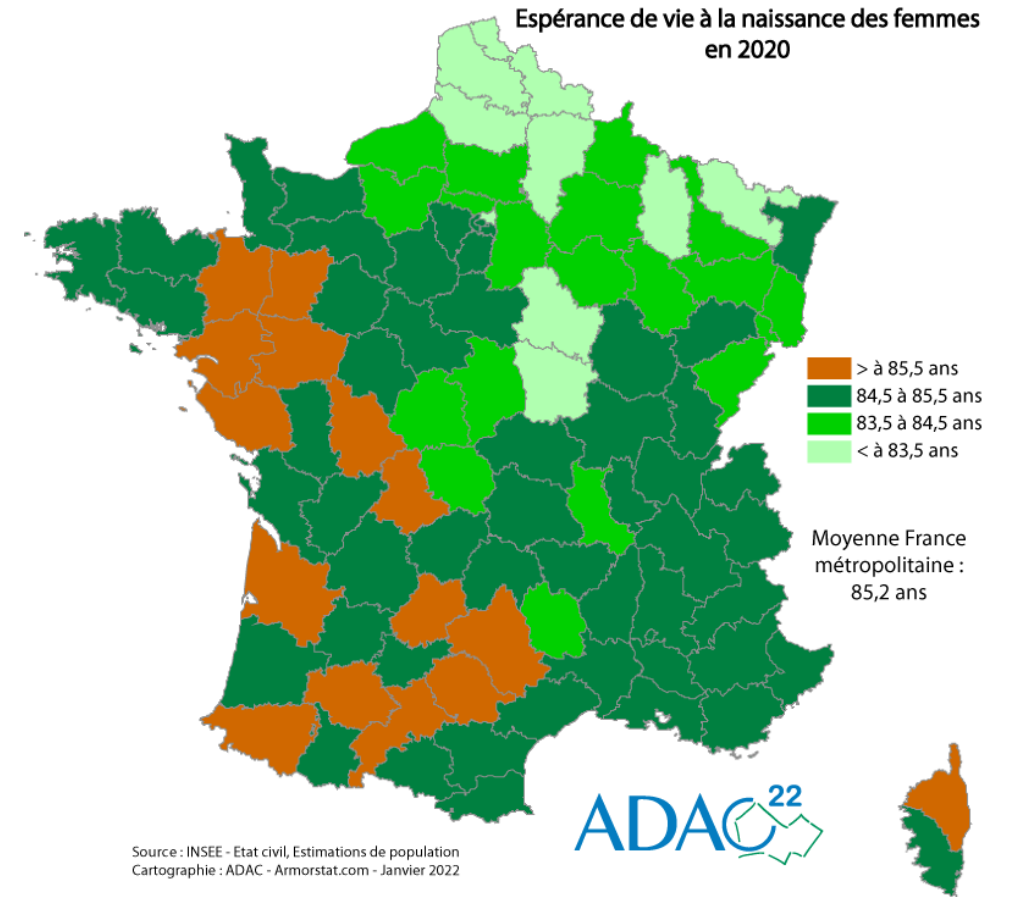 Espérance de vie à la naissance des femmes
en 2020
> à 85,5 ans
84,5 à 85,5 ans
83,5 à 84,5 ans
< à 83,5 ans
Moyenne France
métropolitaine :
85,2 ans
ADAC 22
Source : INSEE - Etat civil, Estimations de population
Cartographie : ADAC - Armorstat.com - Janvier 2022